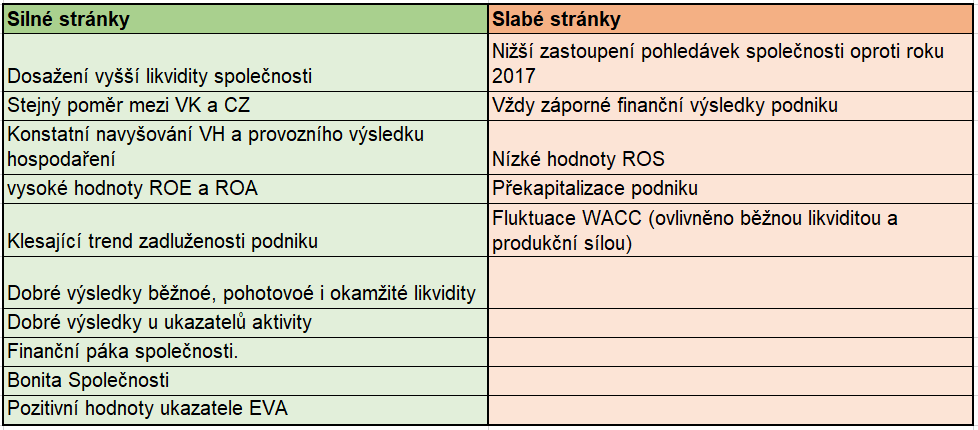 Silné stránky
Slabé stránky
Dosažení vyšší likvidity společnosti
Nižší zastoupení pohledávek společnosti oproti roku
2017
Stejný poměr mezi VK a CZ
Vždy záporné finanční výsledky podniku
Konstatní navyšování VH a provozního výsledku
hospodaření
Nízké hodnoty ROS
vysoké hodnoty ROE a ROA
Překapitalizace podniku
Klesající trend zadluženosti podniku
Fluktuace WACC (ovlivněno běžnou likviditou a
produkční sílou)
Dobré výsledky běžnoé, pohotovoé i okamžité likvidity
Dobré výsledky u ukazatelů aktivity
Finanční páka společnosti.
Bonita Společnosti
Pozitivní hodnoty ukazatele EVA